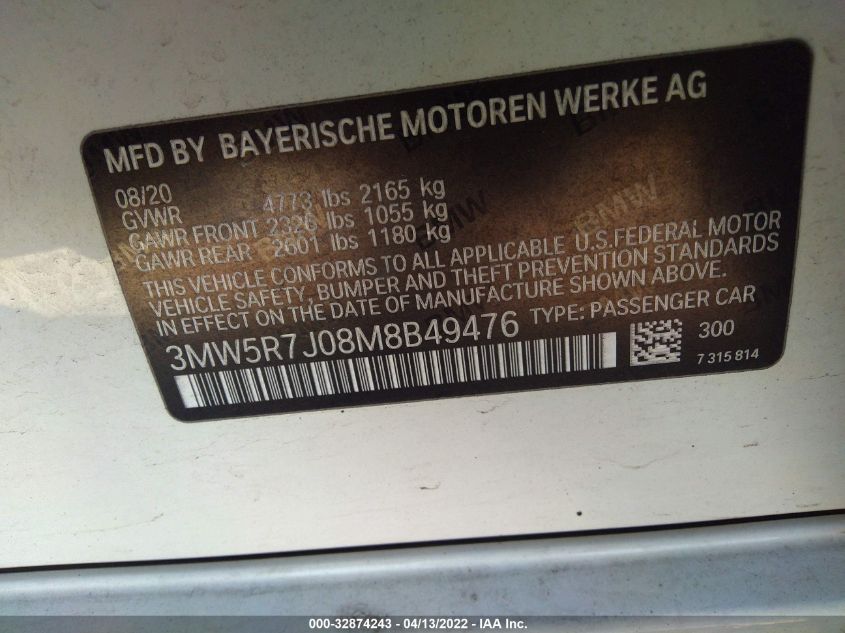 MFD BY BAYERISCHE MOTOREN WERKE AG
08/20
GVWR 4773 lbs 2165 kg
GAWR FRONT 2326 lbs 1055 kg
GAWR REAR 2601 lbs 1180 kg
THIS VEHICLE CONFORMS TO ALL APPLICABLE U.S.FEDERAL MOTOR
VEHICLE SAFETY, BUMPER AND THEFT PREVENTION STANDARDS
IN EFFECT ON THE DATE OF MANUFACTURE SHOWN ABOVE.
3MW5R7J08M8B49476 TYPE: PASSENGER CAR
300
7 315 814
000-32874243 - 04/13/2022 - IAA Inc.